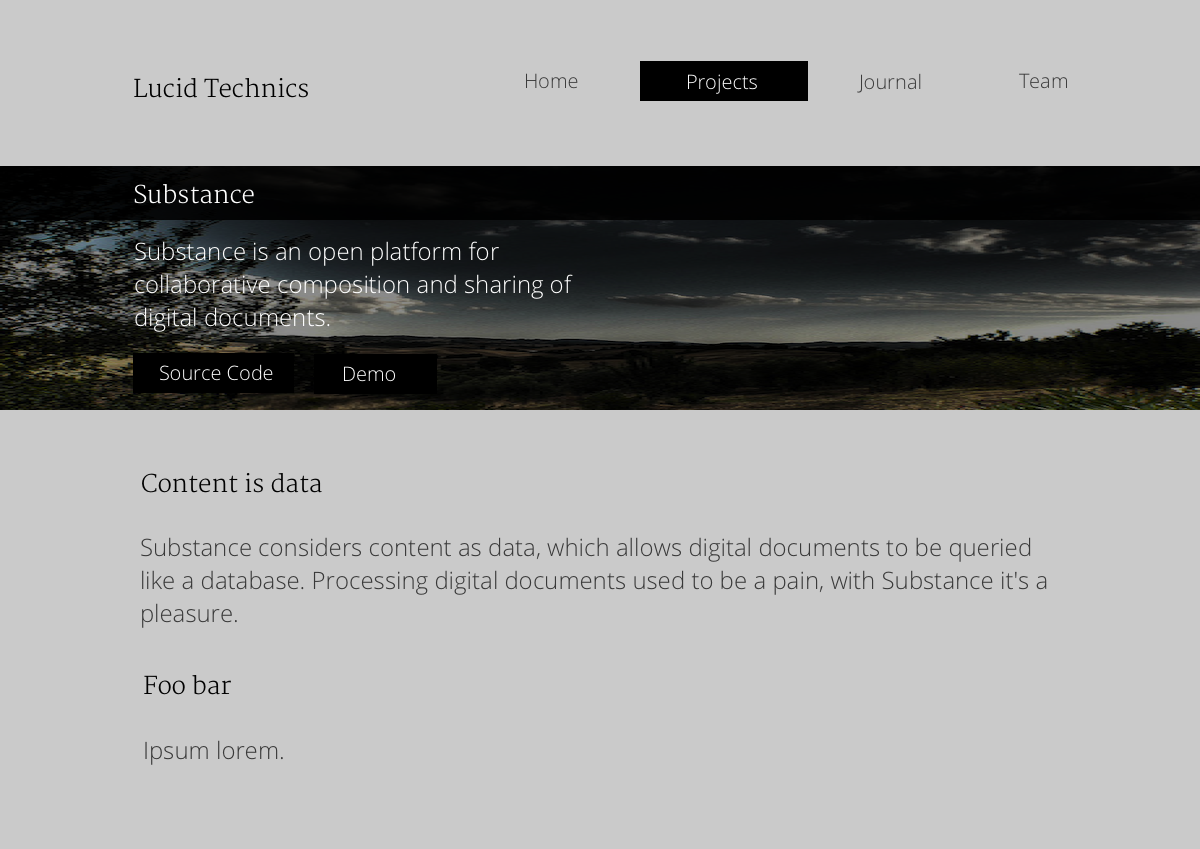 Lucid Technics
Home
Projects
Journal
Team
Substance
Substance is an open platform for
collaborative composition and sharing of
digital documents.
Source Code
Demo
Content is data
Substance considers content as data, which allows digital documents to be queried
like a database. Processing digital documents used to be a pain, with Substance it's a
pleasure.
Foo bar
Ipsum lorem.